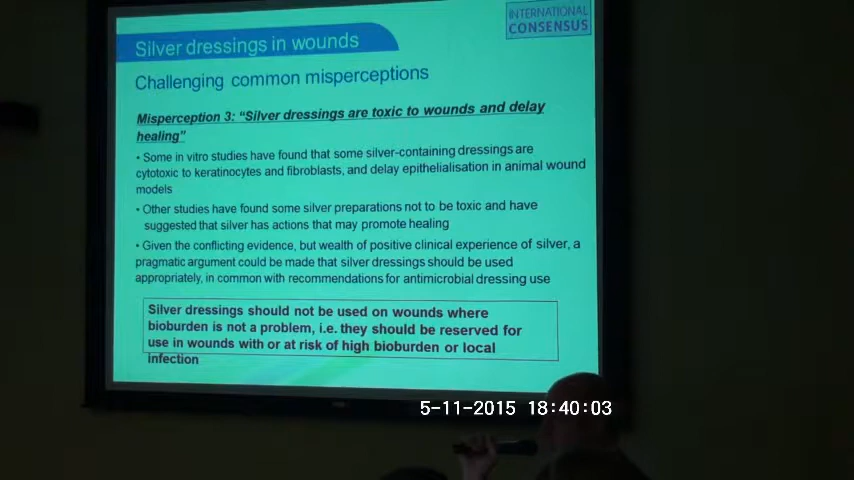 INTERNATIONAL
CONSENSUS
Silver dressings in wounds
Challenging common misperceptions
Misperception 3: “Silver dressings are toxic to wounds and delay
healing”
• Some in vitro studies have found that some silver-containing dressings are
cytotoxic to keratinocytes and fibroblasts, and delay epithelialisation in animal wound
models
• Other studies have found some silver preparations not to be toxic and have
suggested that silver has actions that may promote healing
• Given the conflicting evidence, but wealth of positive clinical experience of silver, a
pragmatic argument could be made that silver dressings should be used
appropriately, in common with recommendations for antimicrobial dressing use
Silver dressings should not be used on wounds where
bioburden is not a problem, i.e. they should be reserved for
use in wounds with or at risk of high bioburden or local
infection
5-11-2015 18:40:03